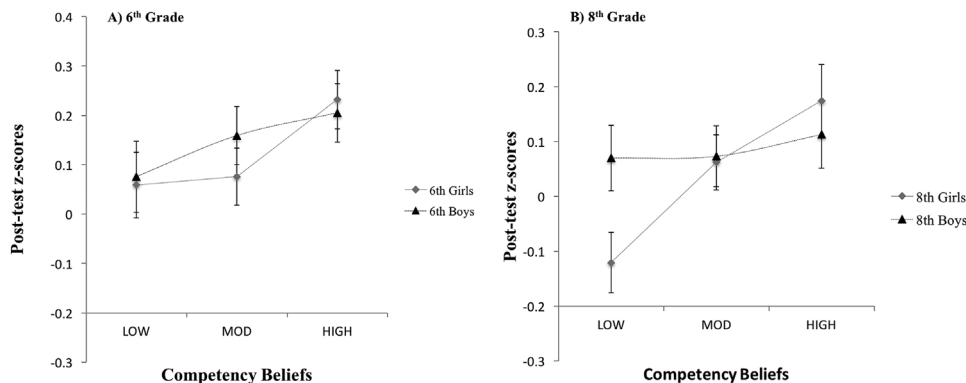 A) 6th Grade
0.4
0.3
0.2
0.1
0
-0.1
-0.2
-0.3
Post-test z-scores
LOW MOD HIGH
Competency Beliefs
6th Girls
6th Boys
B) 8th Grade
0.3
0.2
0.1
0
-0.1
-0.2
-0.3
Post-test z-scores
LOW MOD HIGH
Competency Beliefs
8th Girls
8th Boys